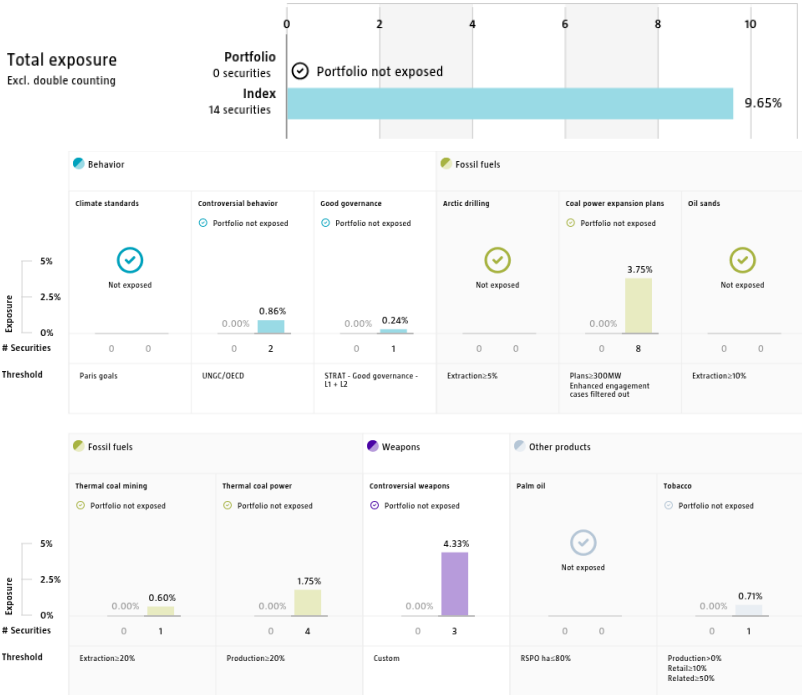 0 2 4 6 8 10
Total exposure
Excl. double counting
Portfolio
0 securities
Portfolio not exposed
Index
14 securities
9.65%
Behavior
Fossil fuels
Climate standards
Controversial behavior
Good governance
Arctic drilling
Coal power expansion plans
Oil sands
Portfolio not exposed
Portfolio not exposed
Portfolio not exposed
Not exposed
Not exposed
Not exposed
Exposure
5%
2.5%
0%
0.00% 0.86%
0.00% 0.24%
0.00% 3.75%
# Securities
0 0
0 2
0 1
0 0
0 8
0 0
Threshold
Paris goals
UNGC/OECD
STRAT - Good governance -
L1 + L2
Extraction≥5%
Plans≥300MW
Enhanced engagement
cases filtered out
Extraction≥10%
Fossil fuels
Weapons
Other products
Thermal coal mining
Thermal coal power
Controversial weapons
Palm oil
Tobacco
Portfolio not exposed
Portfolio not exposed
Portfolio not exposed
Portfolio not exposed
Not exposed
Exposure
5%
2.5%
0%
0.00% 0.60%
0.00% 1.75%
0.00% 4.33%
0.00% 0.71%
# Securities
0 1
0 4
0 3
0 0
0 1
Threshold
Extraction≥20%
Production≥20%
Custom
RSPO ha≤80%
Production>0%
Retail≥10%
Related≥50%